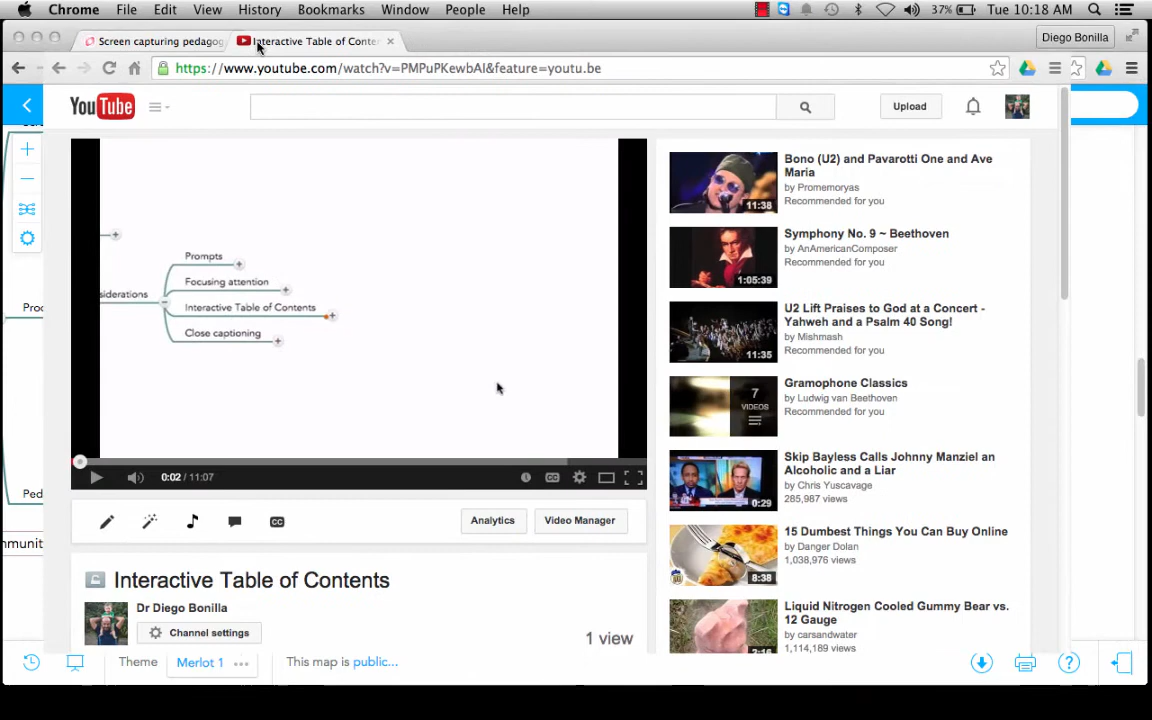 Chrome File Edit View History Bookmarks Window People Help 37% Tue 10:18 AM
Screen capturing pedagog
Interactive Table of Conte
Diego Bonilla
https://www.youtube.com/watch?v=PMPuPKewbAI&feature=youtu.be
YouTube
Upload
Prompts
Focusing attention
siderations
Interactive Table of Contents
Close captioning
0:02 / 11:07
CC
CC
Analytics
Video Manager
Interactive Table of Contents
Dr Diego Bonilla
Channel settings
1 view
Bono (U2) and Pavarotti One and Ave
Maria
by Promemoryas
Recommended for you
11:38
Symphony No. 9 ~ Beethoven
by AnAmericanComposer
Recommended for you
1:05:39
U2 Lift Praises to God at a Concert -
Yahweh and a Psalm 40 Song!
by Mishmash
Recommended for you
11:35
Gramophone Classics
by Ludwig van Beethoven
Recommended for you
7
VIDEOS
Skip Bayless Calls Johnny Manziel an
Alcoholic and a Liar
by Chris Yuscavage
285,987 views
0:29
15 Dumbest Things You Can Buy Online
by Danger Dolan
1,038,976 views
8:38
Liquid Nitrogen Cooled Gummy Bear vs.
12 Gauge
by carsandwater
1,114,189 views
Proc
Ped
mmunit
Theme
Merlot 1
This map is public...